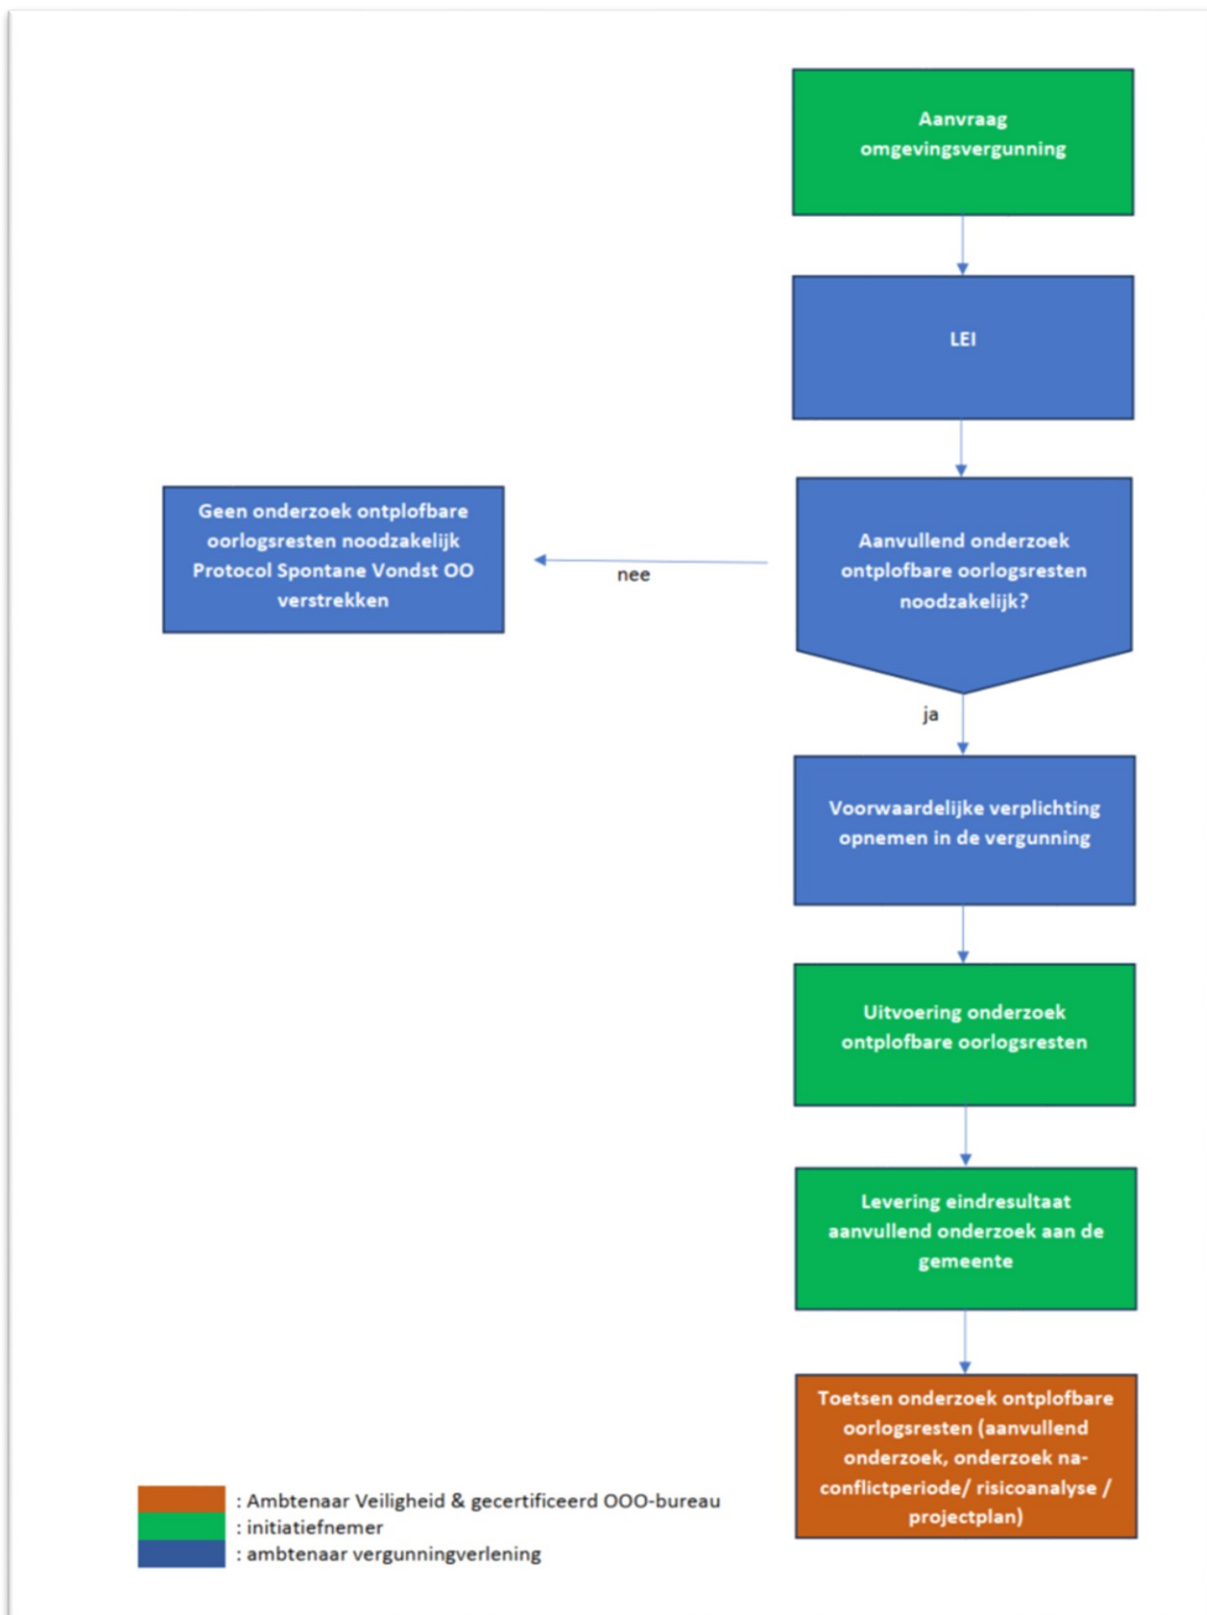 Aanvraag
omgevingsvergunning
LEI
Geen onderzoek ontplofbare
oorlogsresten noodzakelijk
Protocol Spontane Vondst OO
verstrekken
nee
Aanvullend onderzoek
ontplofbare oorlogsresten
noodzakelijk?
ja
Voorwaardelijke verplichting
opnemen in de vergunning
Uitvoering onderzoek
ontplofbare oorlogsresten
Levering eindresultaat
aanvullend onderzoek aan de
gemeente
Toetsen onderzoek ontplofbare
oorlogsresten (aanvullend
onderzoek, onderzoek na-
conflictperiode/ risicoanalyse /
projectplan)
: Ambtenaar Veiligheid & gecertificeerd OOO-bureau
: initiatiefnemer
: ambtenaar vergunningverlening